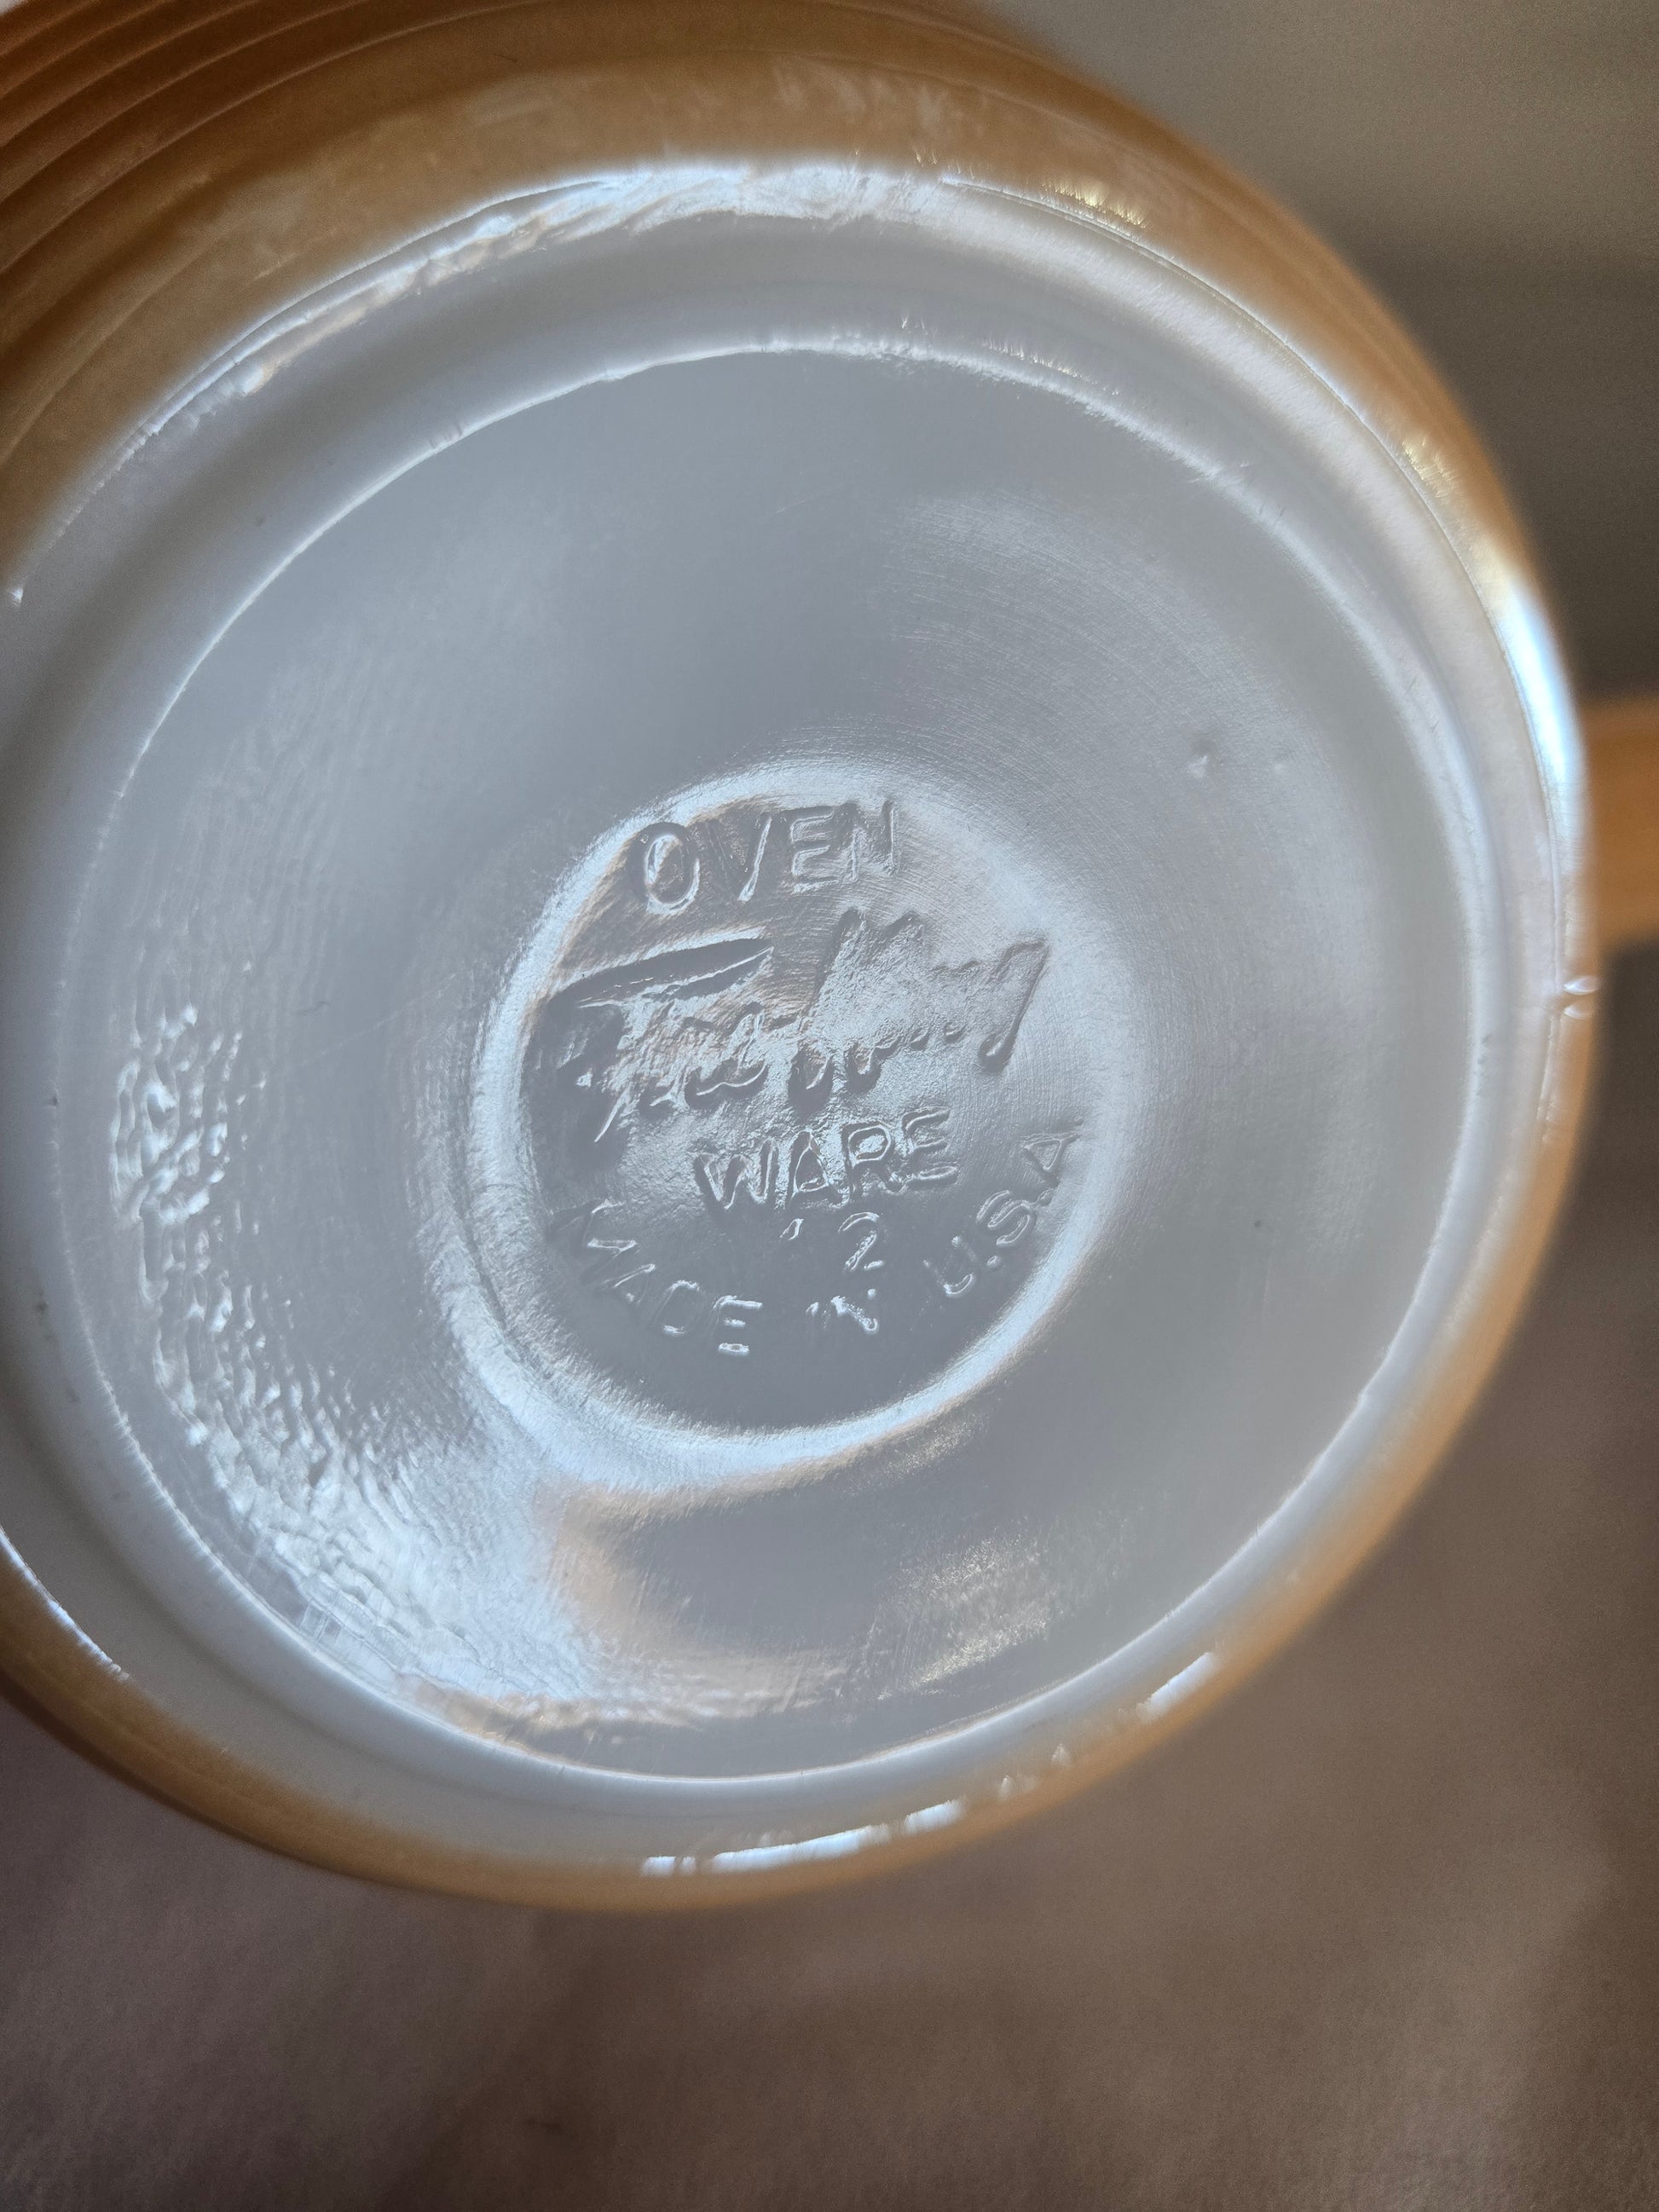 OVEN
Fire-King
WARE
'2
MADE IN U.S.A